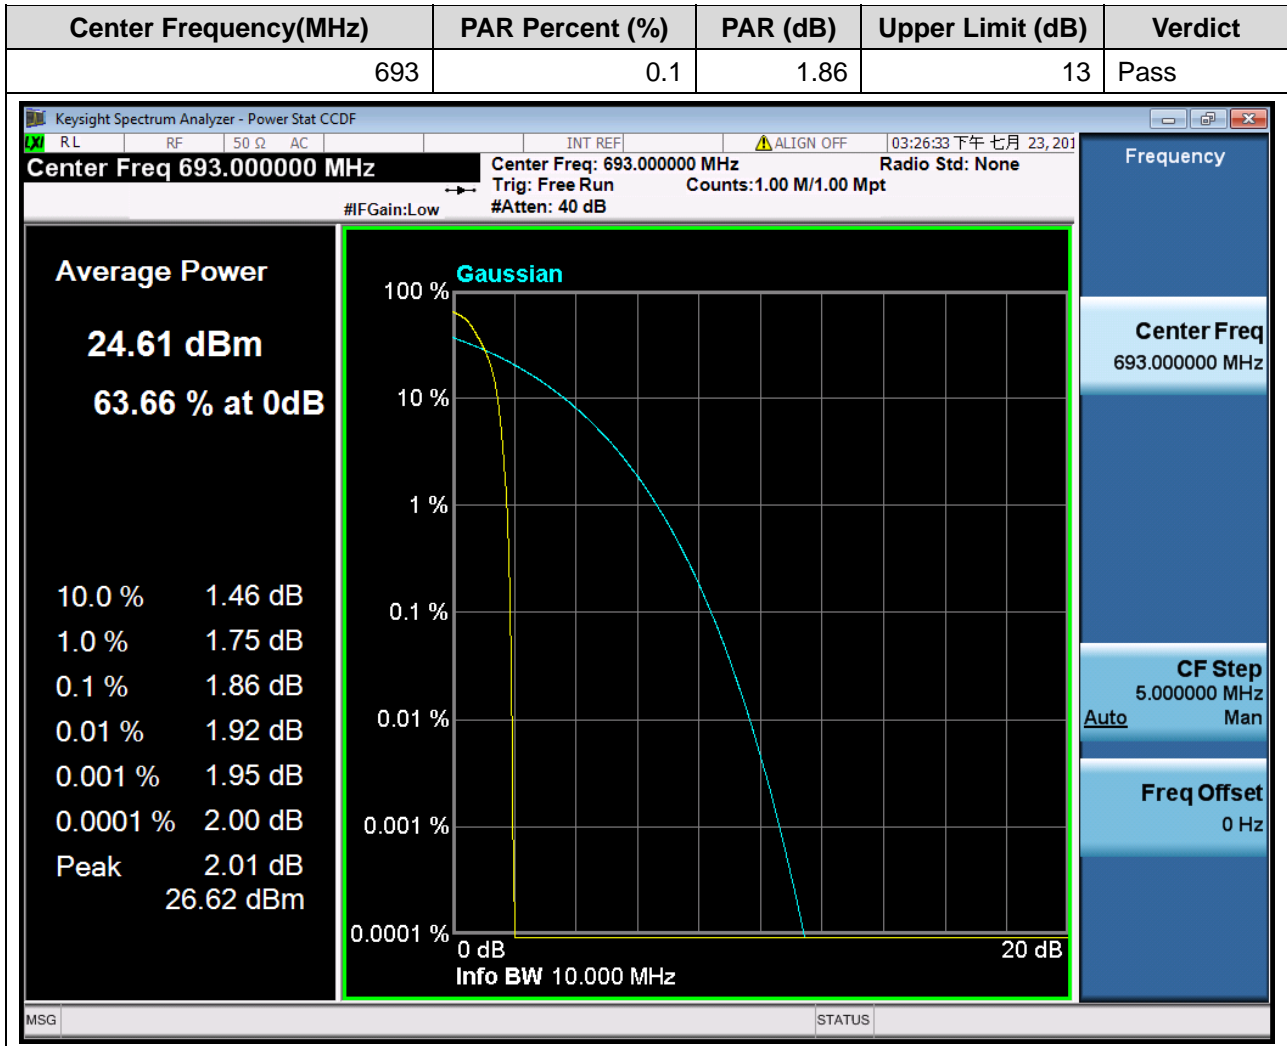 Center Frequency(MHz) PAR Percent (%) PAR (dB) Upper Limit (dB) Verdict
693 0.1 1.86 13 Pass
Keysight Spectrum Analyzer - Power Stat CCDF
LXI RL RF 50 Ω AC INT REF ALIGN OFF 03:26:33 下午 七月 23, 201
Center Freq 693.000000 MHz
Center Freq: 693.000000 MHz Radio Std: None
Trig: Free Run Counts:1.00 M/1.00 Mpt
#IFGain:Low #Atten: 40 dB
Average Power
24.61 dBm
63.66 % at 0dB
10.0 % 1.46 dB
1.0 % 1.75 dB
0.1 % 1.86 dB
0.01 % 1.92 dB
0.001 % 1.95 dB
0.0001 % 2.00 dB
Peak 2.01 dB
26.62 dBm
Gaussian
100 %
10 %
1 %
0.1 %
0.01 %
0.001 %
0.0001 %
0 dB 20 dB
Info BW 10.000 MHz
Frequency
Center Freq
693.000000 MHz
CF Step
5.000000 MHz
Auto Man
Freq Offset
0 Hz
MSG STATUS